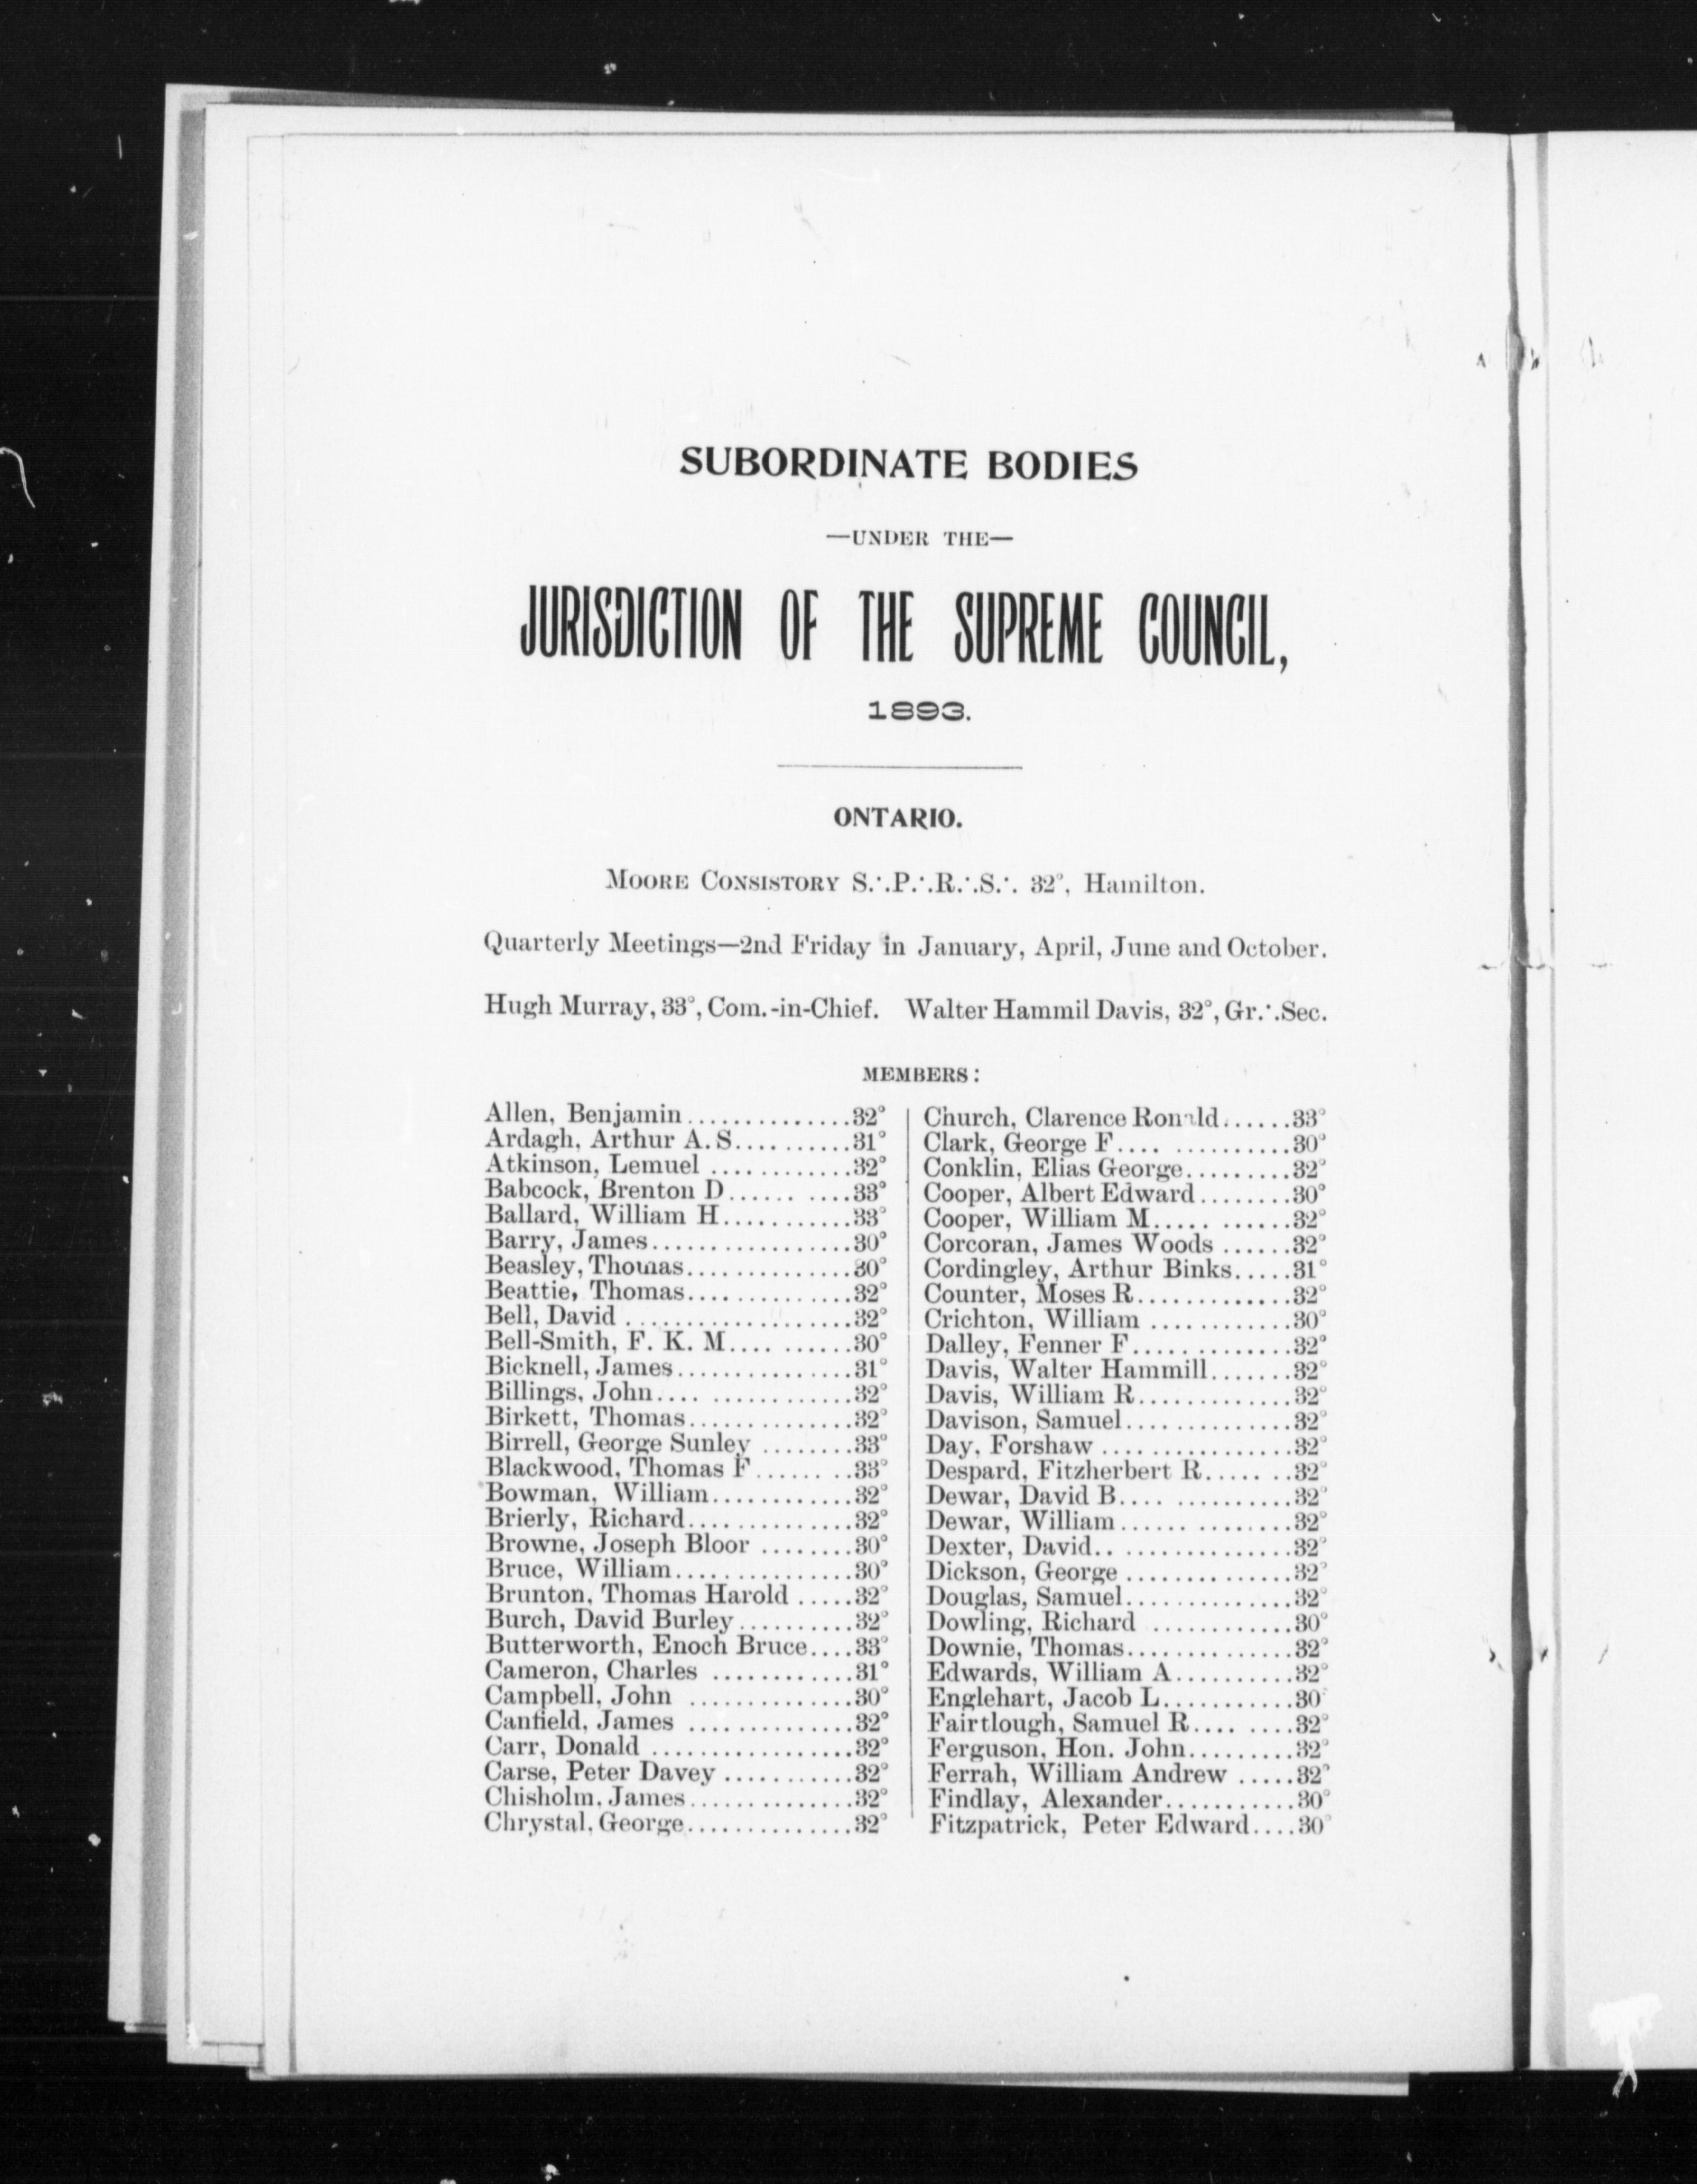 SUBORDINATE BODIES
—UNDER THE—
JURISDICTION OF THE SUPREME COUNCIL,
1893.
ONTARIO.
MOORE CONSISTORY S∴P∴R∴S∴ 32°, Hamilton.
Quarterly Meetings—2nd Friday in January, April, June and October.
Hugh Murray, 33°, Com.-in-Chief. Walter Hammil Davis, 32°, Gr∴Sec.
MEMBERS:
Allen, Benjamin..............32°
Ardagh, Arthur A. S..........31°
Atkinson, Lemuel ............32°
Babcock, Brenton D...... ....33°
Ballard, William H...........33°
Barry, James.................30°
Beasley, Thomas..............30°
Beattie, Thomas..............32°
Bell, David ....................32°
Bell-Smith, F. K. M.... ......30°
Bicknell, James...............31°
Billings, John.... ............32°
Birkett, Thomas..............32°
Birrell, George Sunley ........33°
Blackwood, Thomas F...... ..33°
Bowman, William............32°
Brierly, Richard..............32°
Browne, Joseph Bloor ........30°
Bruce, William................30°
Brunton, Thomas Harold .....32°
Burch, David Burley..........32°
Butterworth, Enoch Bruce....33°
Cameron, Charles ............31°
Campbell, John ..............30°
Canfield, James ..............32°
Carr, Donald .................32°
Carse, Peter Davey ...........32°
Chisholm, James..............32°
Chrystal, George..............32°
Church, Clarence Ronald......33°
Clark, George F.... ..........30°
Conklin, Elias George.........32°
Cooper, Albert Edward........30°
Cooper, William M..... ......32°
Corcoran, James Woods ......32°
Cordingley, Arthur Binks.....31°
Counter, Moses R.............32°
Crichton, William ............30°
Dalley, Fenner F..............32°
Davis, Walter Hammill.......32°
Davis, William R.............32°
Davison, Samuel..............32°
Day, Forshaw ................32°
Despard, Fitzherbert R..... ..32°
Dewar, David B.... ..........32°
Dewar, William...... ........32°
Dexter, David.. ..............32°
Dickson, George ..............32°
Douglas, Samuel..............32°
Dowling, Richard ............30°
Downie, Thomas..............32°
Edwards, William A..........32°
Englehart, Jacob L...........30°
Fairtlough, Samuel R.... ....32°
Ferguson, Hon. John.........32°
Ferrah, William Andrew .....32°
Findlay, Alexander...........30°
Fitzpatrick, Peter Edward....30°